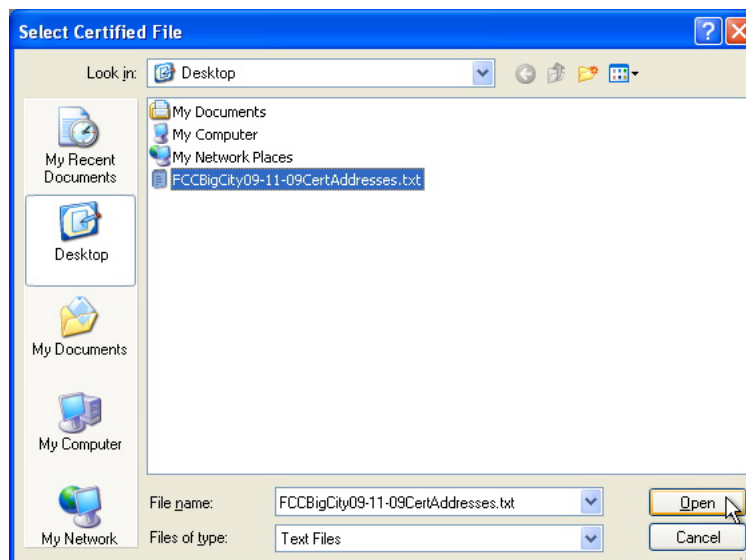 Select Certified File
Look in:
Desktop
My Recent
Documents
Desktop
My Documents
My Computer
My Network
My Documents
My Computer
My Network Places
FCCBigCity09-11-09CertAddresses.txt
File name:
FCCBigCity09-11-09CertAddresses.txt
Open
Files of type:
Text Files
Cancel